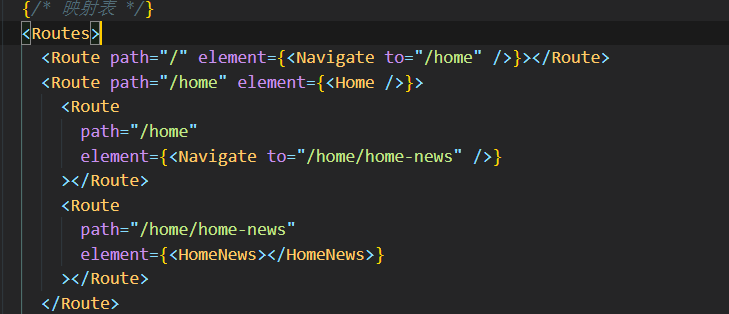 {/* 映射表 */}
<Routes>
<Route path="/" element={<Navigate to="/home" />}></Route>
<Route path="/home" element={<Home />}>
<Route
path="/home"
element={<Navigate to="/home/home-news" />}
></Route>
<Route
path="/home/home-news"
element={<HomeNews></HomeNews>}
></Route>
</Route>